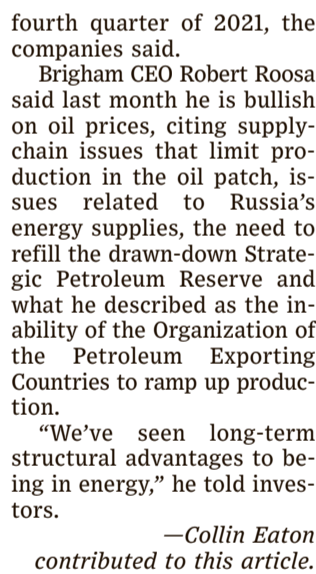 fourth quarter of 2021, the
companies said.
Brigham CEO Robert Roosa
said last month he is bullish
on oil prices, citing supply-
chain issues that limit pro-
duction in the oil patch, is-
sues related to Russia’s
energy supplies, the need to
refill the drawn-down Strate-
gic Petroleum Reserve and
what he described as the in-
ability of the Organization of
the Petroleum Exporting
Countries to ramp up produc-
tion.
“We’ve seen long-term
structural advantages to be-
ing in energy,” he told inves-
tors.
—Collin Eaton
contributed to this article.